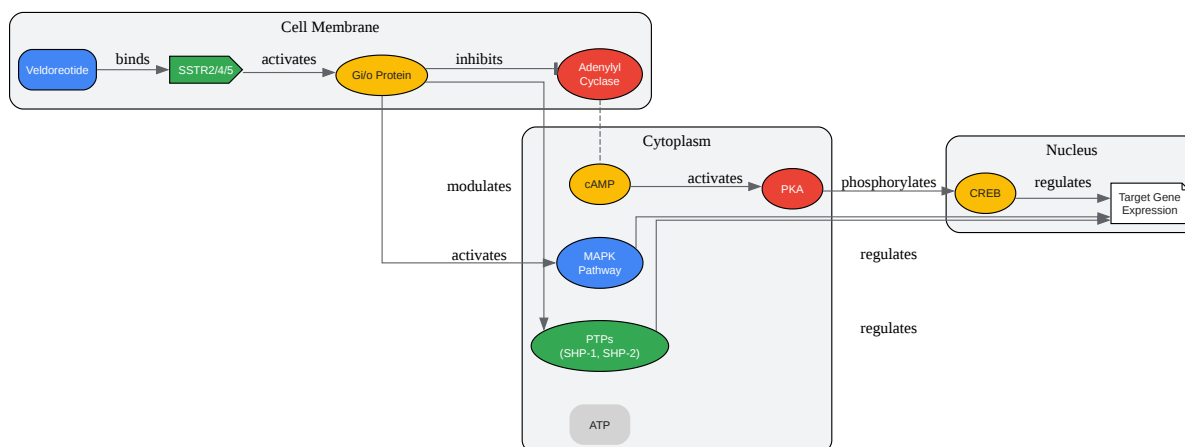 Cell Membrane
Veldoreotide
binds
SSTR2/4/5
activates
Gi/o Protein
inhibits
Adenylyl
Cyclase
Cytoplasm
modulates
cAMP
activates
PKA
phosphorylates
Nucleus
CREB
regulates
Target Gene
Expression
activates
MAPK
Pathway
regulates
PTPs
(SHP-1, SHP-2)
regulates
ATP